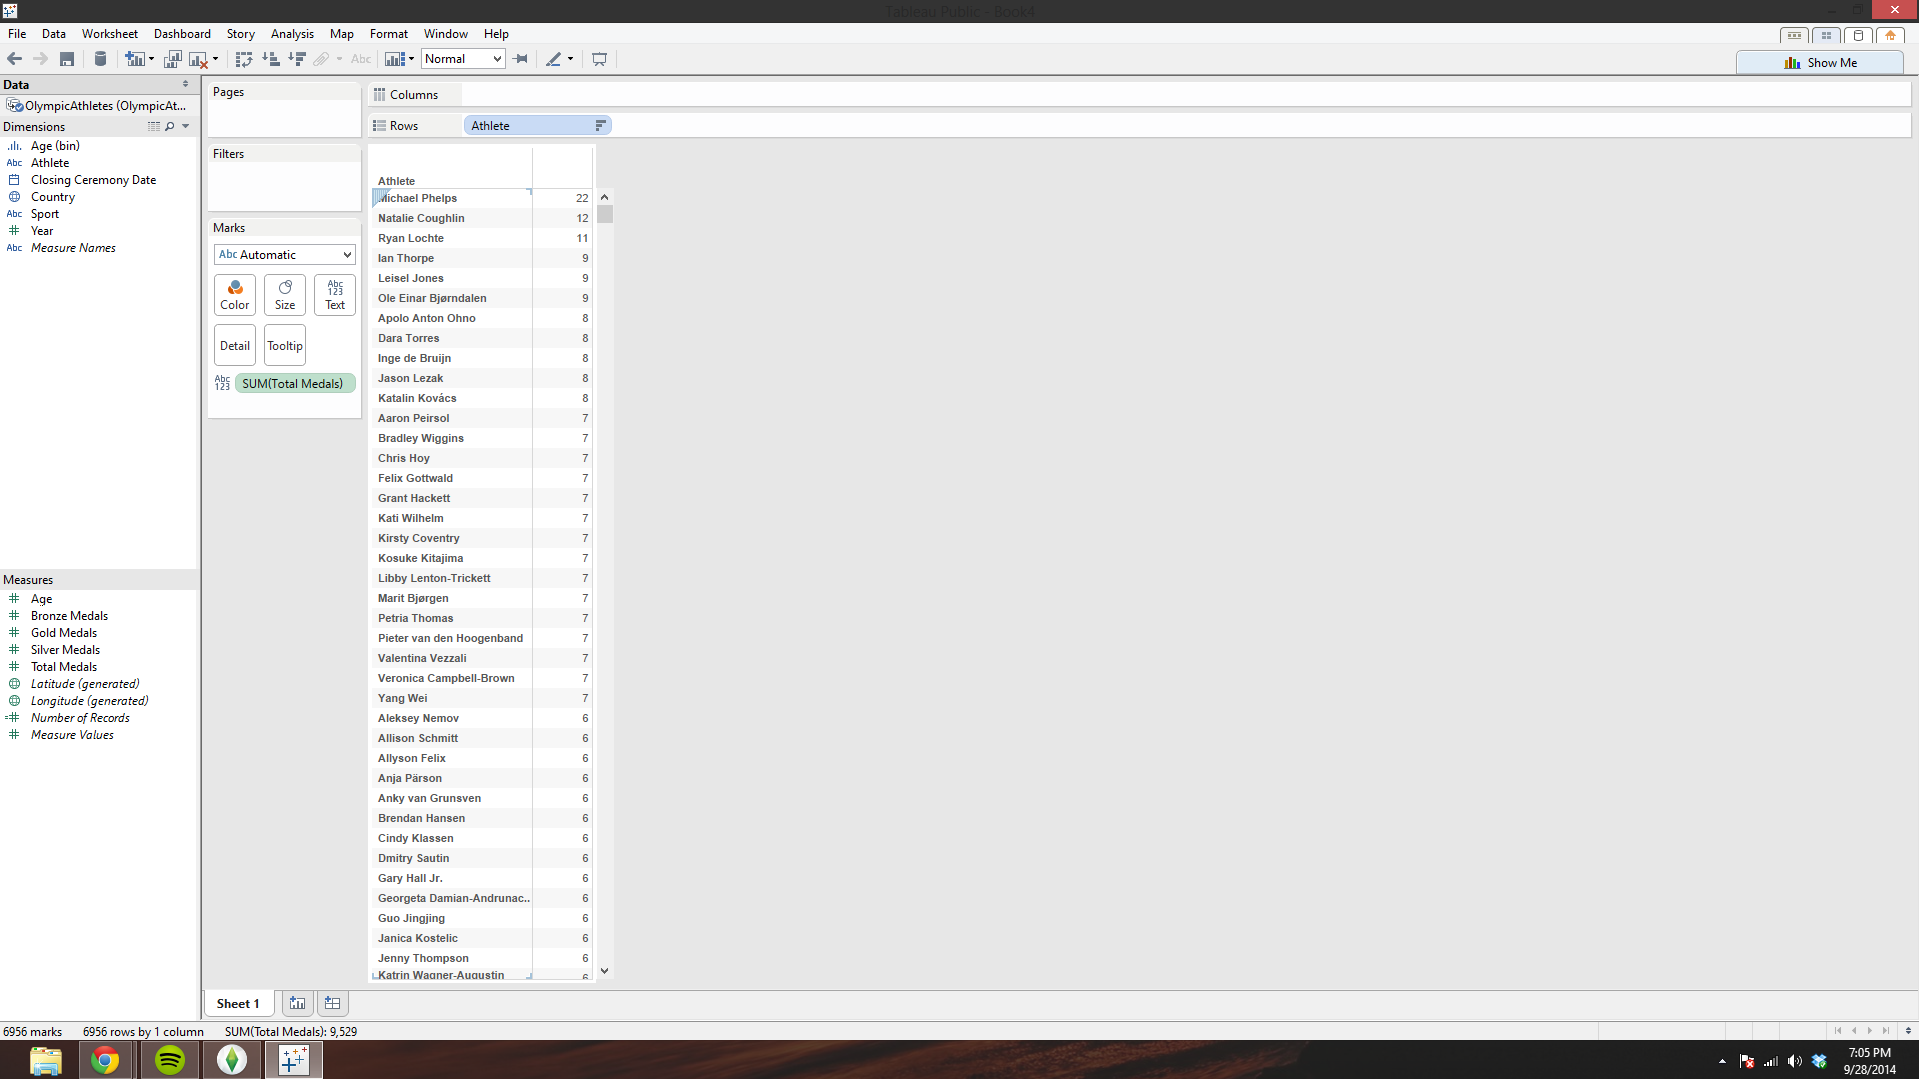 Tableau Public - Book4
File Data Worksheet Dashboard Story Analysis Map Format Window Help
Abc Normal
Show Me
Data
OlympicAthletes (OlympicAt...
Dimensions
Age (bin)
Abc Athlete
Closing Ceremony Date
Country
Abc Sport
Year
Abc Measure Names
Measures
Age
Bronze Medals
Gold Medals
Silver Medals
Total Medals
Latitude (generated)
Longitude (generated)
Number of Records
Measure Values
Pages
Filters
Marks
Abc Automatic
Color
Size
Abc
123
Text
Detail
Tooltip
Abc
123
SUM(Total Medals)
Columns
Rows Athlete
Athlete
Michael Phelps 22
Natalie Coughlin 12
Ryan Lochte 11
Ian Thorpe 9
Leisel Jones 9
Ole Einar Bjørndalen 9
Apolo Anton Ohno 8
Dara Torres 8
Inge de Bruijn 8
Jason Lezak 8
Katalin Kovács 8
Aaron Peirsol 7
Bradley Wiggins 7
Chris Hoy 7
Felix Gottwald 7
Grant Hackett 7
Kati Wilhelm 7
Kirsty Coventry 7
Kosuke Kitajima 7
Libby Lenton-Trickett 7
Marit Bjørgen 7
Petria Thomas 7
Pieter van den Hoogenband 7
Valentina Vezzali 7
Veronica Campbell-Brown 7
Yang Wei 7
Aleksey Nemov 6
Allison Schmitt 6
Allyson Felix 6
Anja Pärson 6
Anky van Grunsven 6
Brendan Hansen 6
Cindy Klassen 6
Dmitry Sautin 6
Gary Hall Jr. 6
Georgeta Damian-Andrunac.. 6
Guo Jingjing 6
Janica Kostelic 6
Jenny Thompson 6
Katrin Wagner-Augustin 6
Sheet 1
6956 marks 6956 rows by 1 column SUM(Total Medals): 9,529
7:05 PM
9/28/2014